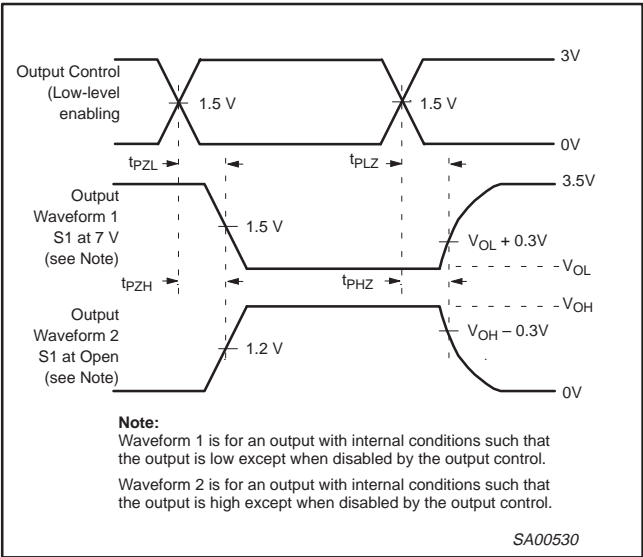 3V
Output Control
(Low-level
enabling
1.5 V
1.5 V
0V
tPZL
tPLZ
3.5V
Output
Waveform 1
S1 at 7 V
(see Note)
1.5 V
VOL + 0.3V
VOL
tPZH
tPHZ
VOH
Output
Waveform 2
S1 at Open
(see Note)
1.2 V
VOH – 0.3V
0V
Note:
Waveform 1 is for an output with internal conditions such that
the output is low except when disabled by the output control.
Waveform 2 is for an output with internal conditions such that
the output is high except when disabled by the output control.
SA00530